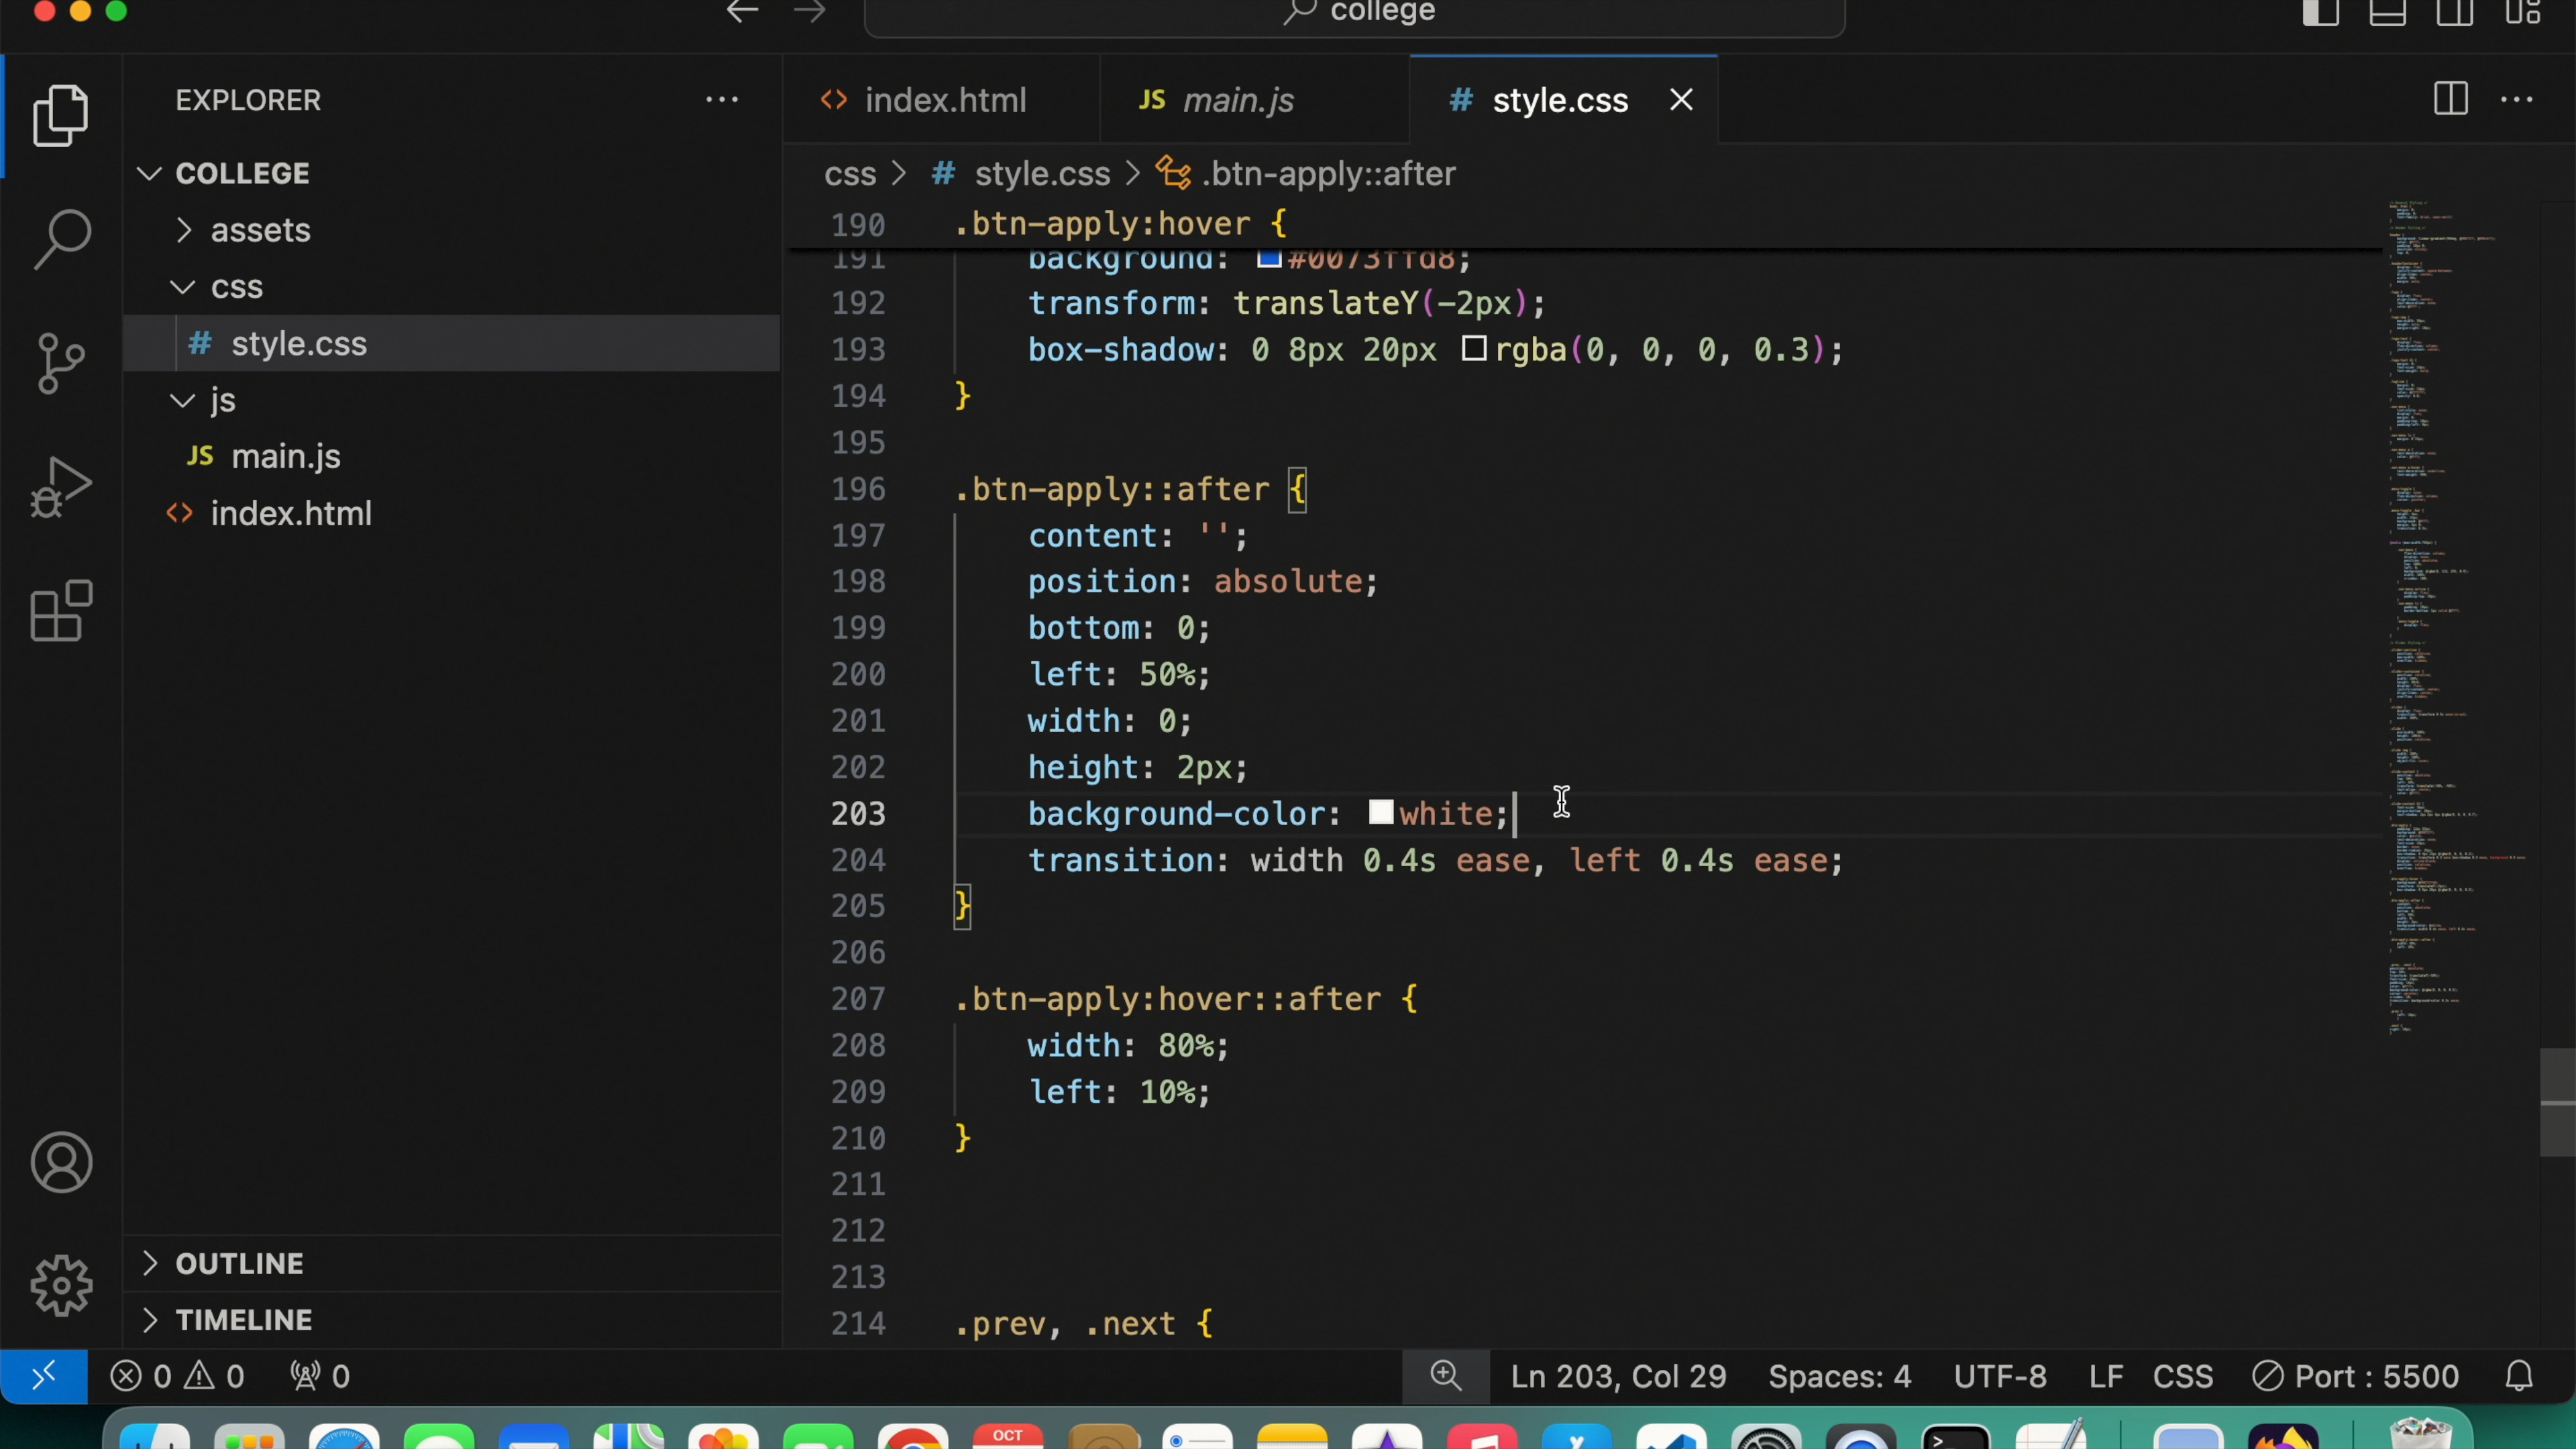 college
EXPLORER
COLLEGE
assets
css
# style.css
js
JS main.js
<> index.html
OUTLINE
TIMELINE
<> index.html
JS main.js
# style.css
css > # style.css > .btn-apply::after
190 .btn-apply:hover {
191 background: #0073ffd8;
192 transform: translateY(-2px);
193 box-shadow: 0 8px 20px rgba(0, 0, 0, 0.3);
194 }
195
196 .btn-apply::after {
197 content: '';
198 position: absolute;
199 bottom: 0;
200 left: 50%;
201 width: 0;
202 height: 2px;
203 background-color: white;
204 transition: width 0.4s ease, left 0.4s ease;
205 }
206
207 .btn-apply:hover::after {
208 width: 80%;
209 left: 10%;
210 }
211
212
213
214 .prev, .next {
0 0 0
Ln 203, Col 29 Spaces: 4 UTF-8 LF CSS Port : 5500
OCT